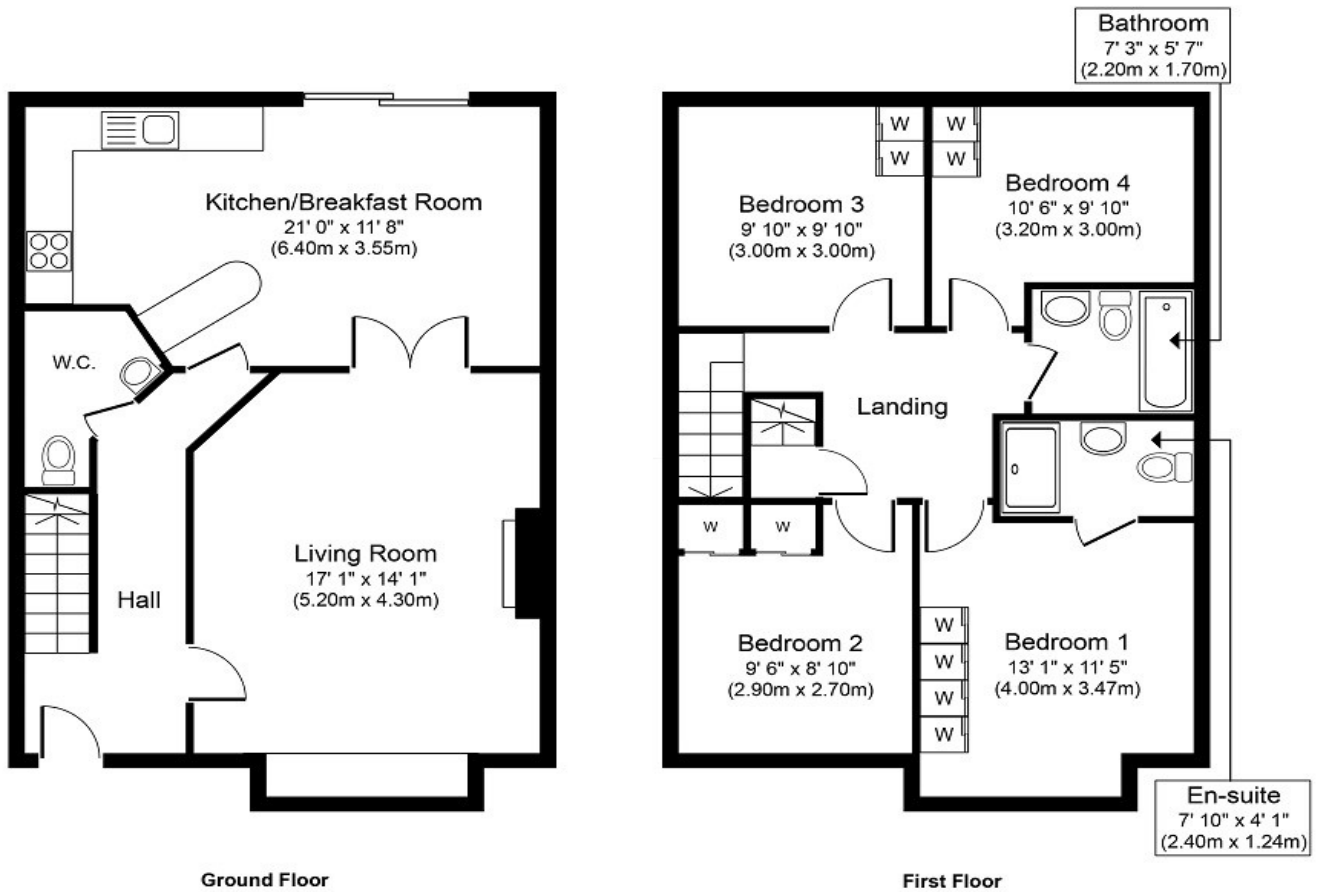 Kitchen/Breakfast Room
21' 0" x 11' 8"
(6.40m x 3.55m)
W.C.
Living Room
17' 1" x 14' 1"
(5.20m x 4.30m)
Hall
Ground Floor
Bathroom
7' 3" x 5' 7"
(2.20m x 1.70m)
W
W
W
W
Bedroom 3
9' 10" x 9' 10"
(3.00m x 3.00m)
Bedroom 4
10' 6" x 9' 10"
(3.20m x 3.00m)
Landing
W
W
Bedroom 2
9' 6" x 8' 10"
(2.90m x 2.70m)
W
W
W
W
Bedroom 1
13' 1" x 11' 5"
(4.00m x 3.47m)
En-suite
7' 10" x 4' 1"
(2.40m x 1.24m)
First Floor